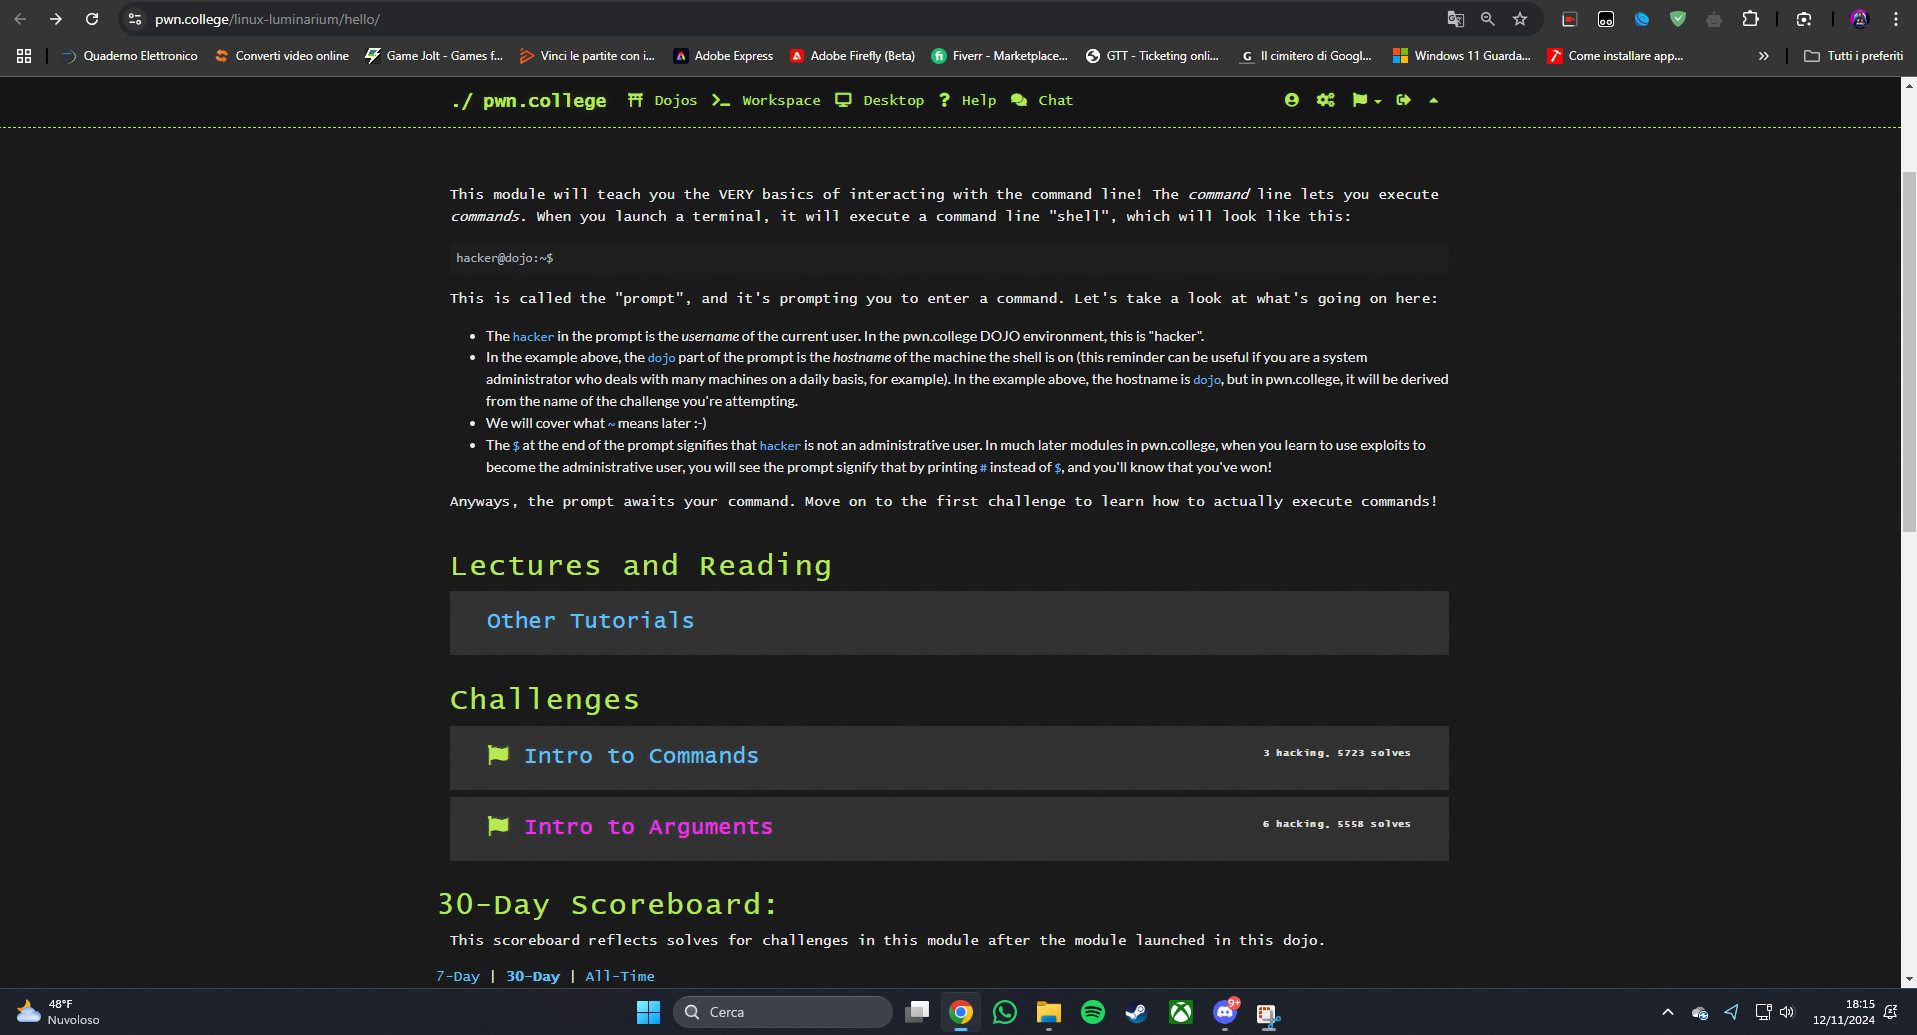 pwn.college/linux-luminarium/hello/
Quaderno Elettronico
Converti video online
Game Jolt - Games f...
Vinci le partite con i...
Adobe Express
Adobe Firefly (Beta)
Fiverr - Marketplace...
GTT - Ticketing onli...
Il cimitero di Googl...
Windows 11 Guarda...
Come installare app...
»
Tutti i preferiti
./ pwn.college
Dojos
Workspace
Desktop
? Help
Chat
This module will teach you the VERY basics of interacting with the command line! The command line lets you execute
commands. When you launch a terminal, it will execute a command line "shell", which will look like this:
hacker@dojo:~$
This is called the "prompt", and it's prompting you to enter a command. Let's take a look at what's going on here:
• The hacker in the prompt is the username of the current user. In the pwn.college DOJO environment, this is "hacker".
• In the example above, the dojo part of the prompt is the hostname of the machine the shell is on (this reminder can be useful if you are a system
administrator who deals with many machines on a daily basis, for example). In the example above, the hostname is dojo, but in pwn.college, it will be derived
from the name of the challenge you're attempting.
• We will cover what ~ means later :-)
• The $ at the end of the prompt signifies that hacker is not an administrative user. In much later modules in pwn.college, when you learn to use exploits to
become the administrative user, you will see the prompt signify that by printing # instead of $, and you'll know that you've won!
Anyways, the prompt awaits your command. Move on to the first challenge to learn how to actually execute commands!
Lectures and Reading
Other Tutorials
Challenges
Intro to Commands
3 hacking, 5723 solves
Intro to Arguments
6 hacking, 5558 solves
30-Day Scoreboard:
This scoreboard reflects solves for challenges in this module after the module launched in this dojo.
7-Day | 30-Day | All-Time
48°F
Nuvoloso
Cerca
9+
18:15
12/11/2024